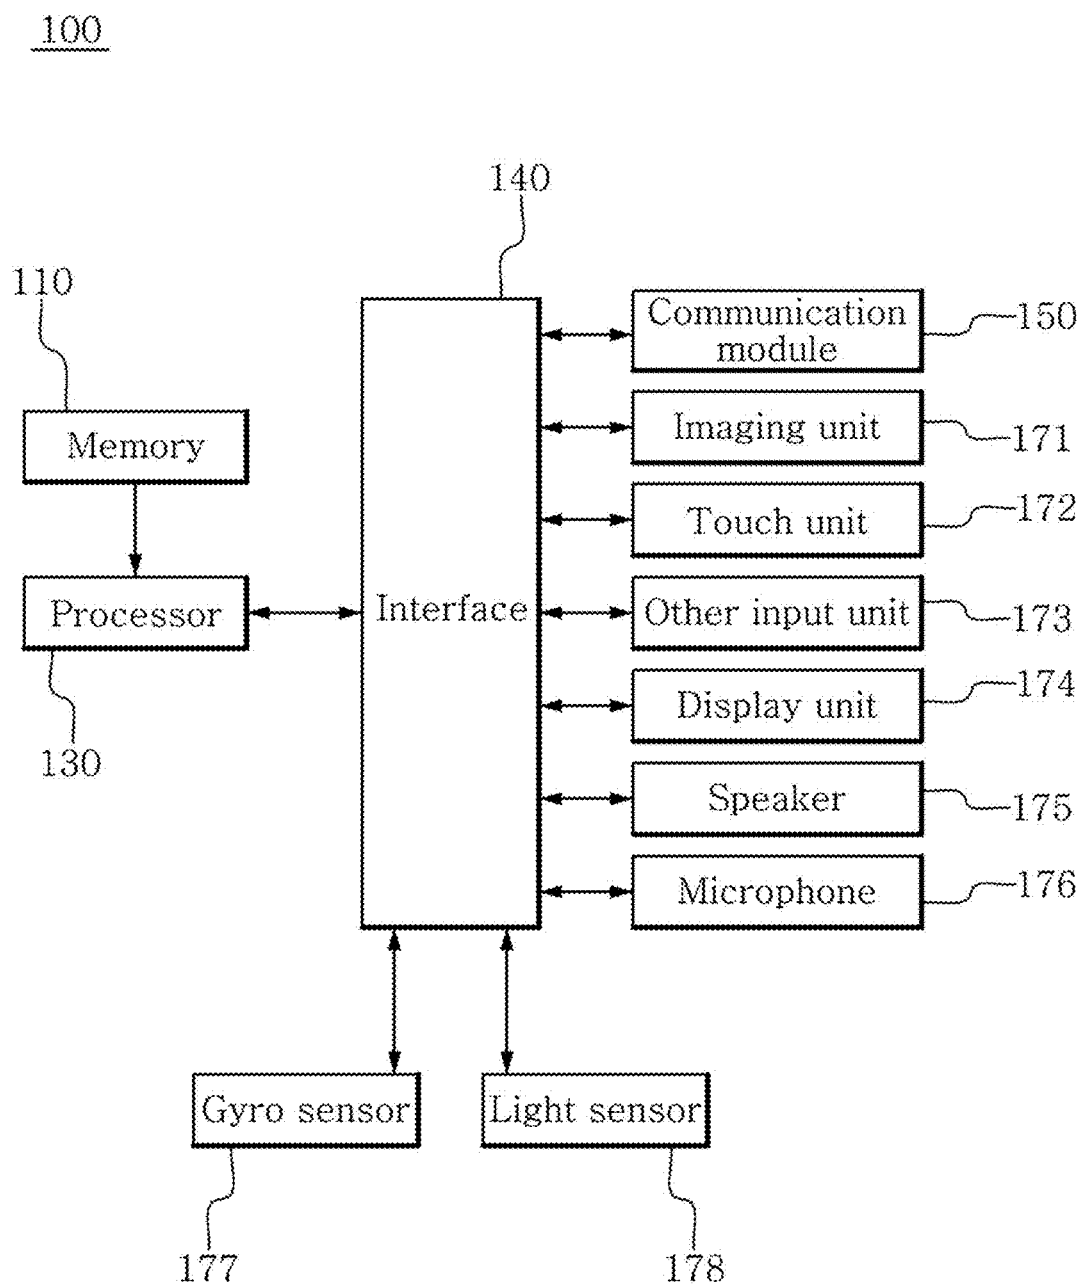 100
140
110
Communication
module
150
Imaging unit
171
Memory
Touch unit
172
Processor
Interface
Other input unit
173
130
Display unit
174
Speaker
175
Microphone
176
Gyro sensor
Light sensor
177
178